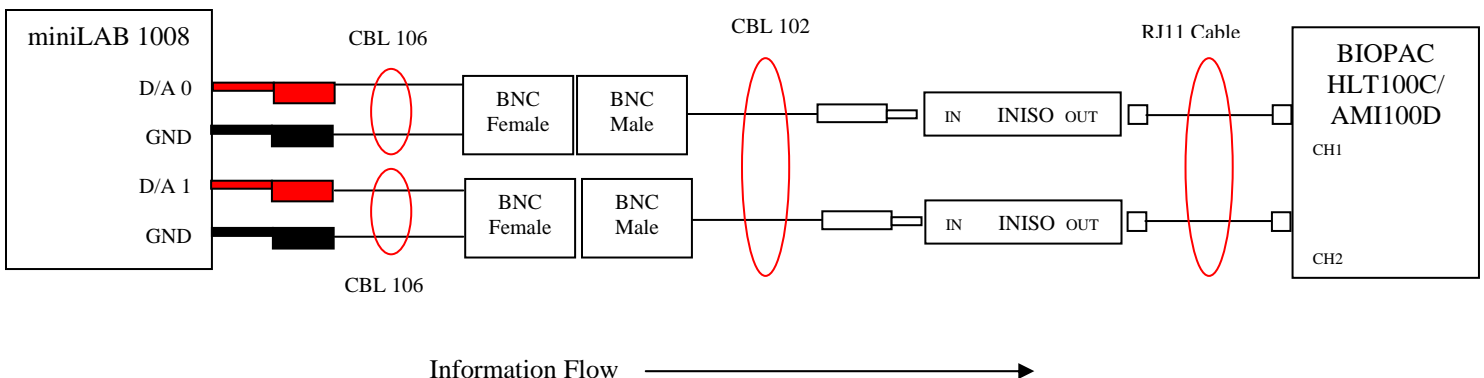 miniLAB 1008
D/A 0
GND
D/A 1
GND
CBL 106
CBL 106
BNC
Female
BNC
Male
BNC
Female
BNC
Male
CBL 102
IN INISO OUT
IN INISO OUT
RJ11 Cable
BIOPAC
HLT100C/
AMI100D
CH1
CH2
Information Flow